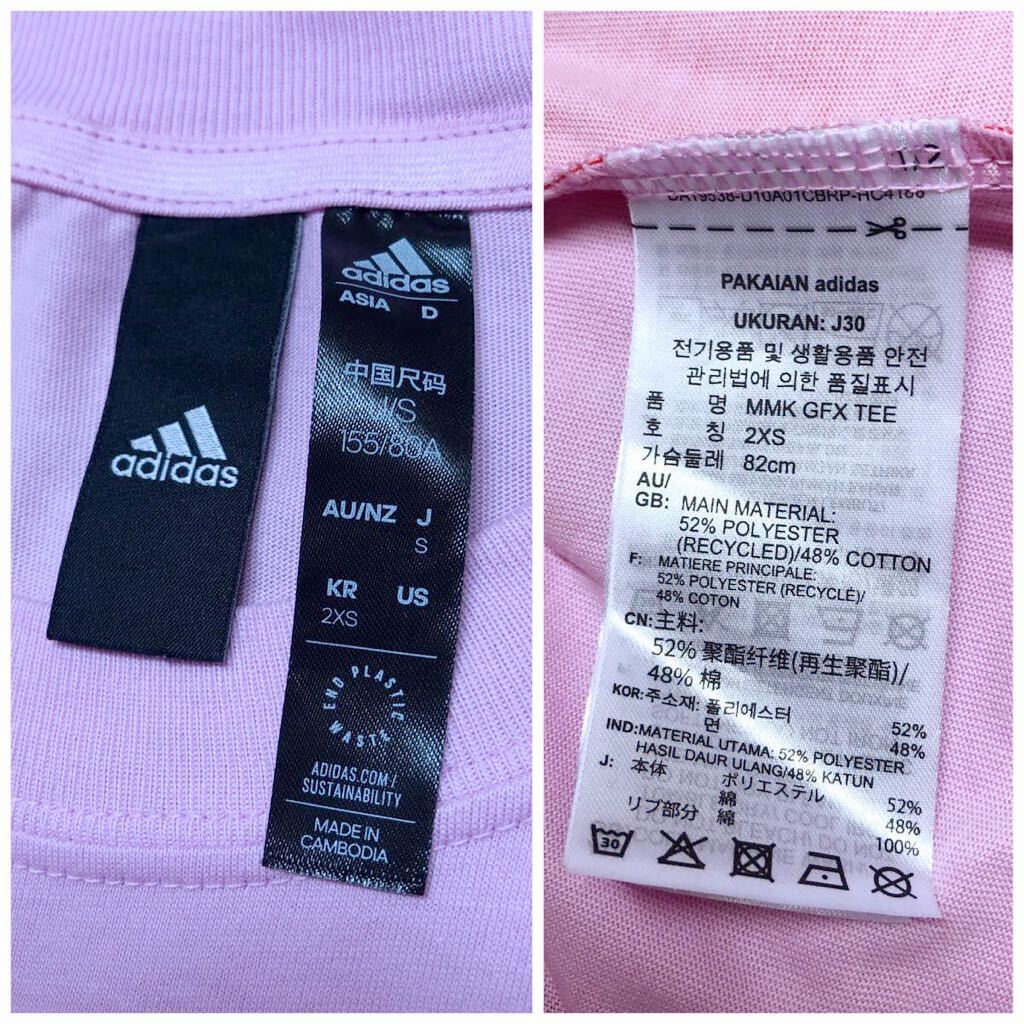 adidas
adidas
ASIA D
中国尺码
/S
155/80A
AU/NZ J
S
KR US
2XS
END PLASTIC WASTE
ADIDAS.COM/
SUSTAINABILITY
MADE IN
CAMBODIA
1/2
PAKAIAN adidas
UKURAN: J30
전기용품 및 생활용품 안전
관리법에 의한 품질표시
품 명 MMK GFX TEE
호 칭 2XS
가슴둘레 82cm
AU/
GB: MAIN MATERIAL:
52% POLYESTER
(RECYCLED)/48% COTTON
F: MATIERE PRINCIPALE:
52% POLYESTER (RECYCLÉ)/
48% COTON
CN:主料:
52% 聚酯纤维(再生聚酯)/
48% 棉
KOR:주소재: 폴리에스터 52%
면 48%
IND:MATERIAL UTAMA: 52% POLYESTER
HASIL DAUR ULANG/48% KATUN
J: 本体 ポリエステル 52%
綿 48%
リブ部分 綿 100%
30